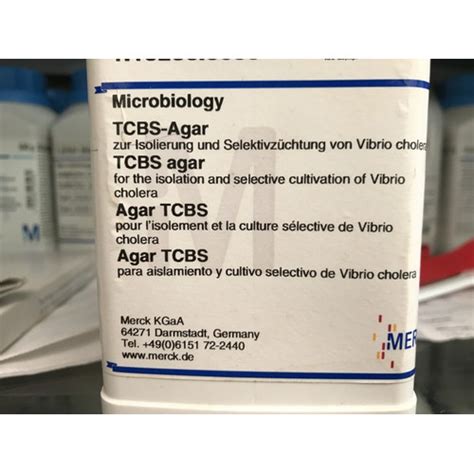 Microbiology
TCBS-Agar
zur Isolierung und Selektivzüchtung von Vibrio cholera
TCBS agar
for the isolation and selective cultivation of Vibrio
cholera
Agar TCBS
pour l'isolement et la culture sélective de Vibrio
cholera
Agar TCBS
para aislamiento y cultivo selectivo de Vibrio cholera
Merck KGaA
64271 Darmstadt, Germany
Tel. +49(0)6151 72-2440
www.merck.de
MER
M